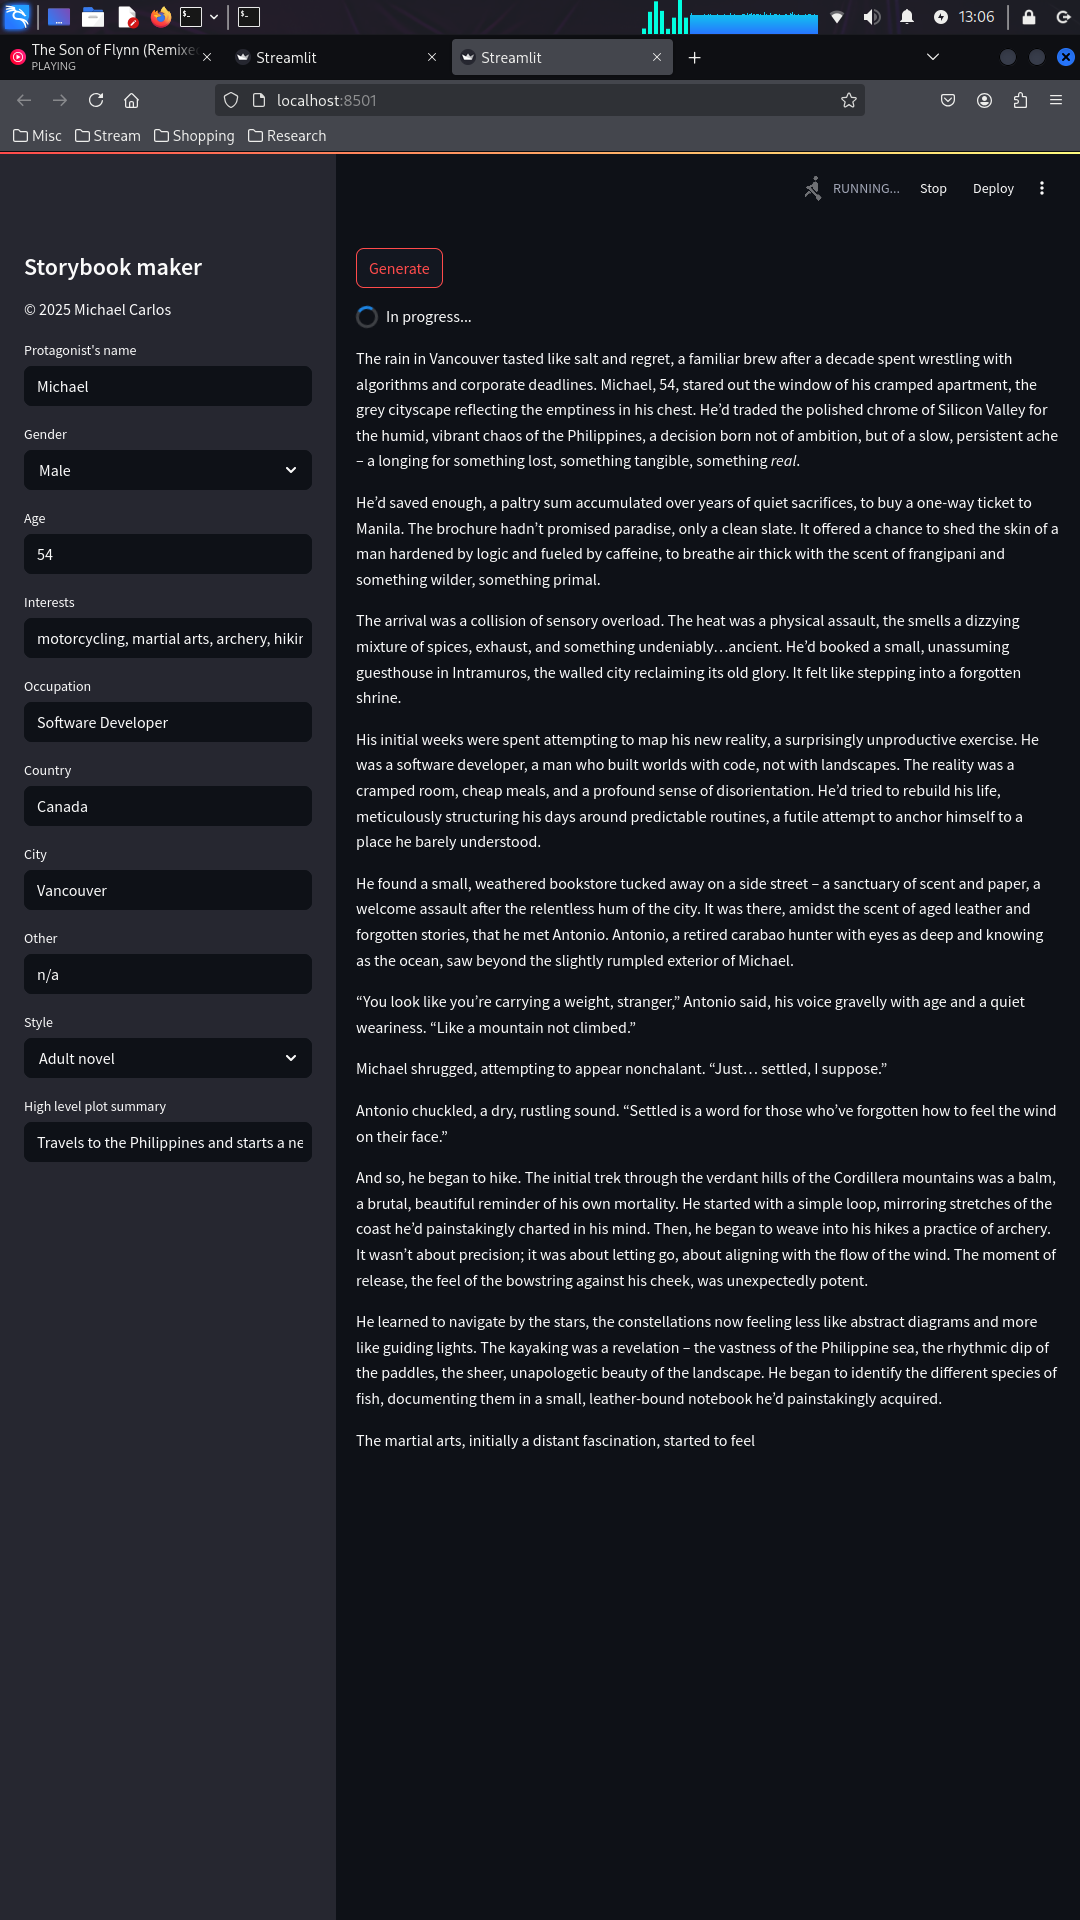 13:06
The Son of Flynn (Remixe
PLAYING
Streamlit
Streamlit
localhost:8501
Misc
Stream
Shopping
Research
RUNNING...
Stop
Deploy
Storybook maker
© 2025 Michael Carlos
Protagonist's name
Michael
Gender
Male
Age
54
Interests
motorcycling, martial arts, archery, hikin
Occupation
Software Developer
Country
Canada
City
Vancouver
Other
n/a
Style
Adult novel
High level plot summary
Travels to the Philippines and starts a ne
Generate
In progress...
The rain in Vancouver tasted like salt and regret, a familiar brew after a decade spent wrestling with
algorithms and corporate deadlines. Michael, 54, stared out the window of his cramped apartment, the
grey cityscape reflecting the emptiness in his chest. He’d traded the polished chrome of Silicon Valley for
the humid, vibrant chaos of the Philippines, a decision born not of ambition, but of a slow, persistent ache
– a longing for something lost, something tangible, something real.
He’d saved enough, a paltry sum accumulated over years of quiet sacrifices, to buy a one-way ticket to
Manila. The brochure hadn’t promised paradise, only a clean slate. It offered a chance to shed the skin of a
man hardened by logic and fueled by caffeine, to breathe air thick with the scent of frangipani and
something wilder, something primal.
The arrival was a collision of sensory overload. The heat was a physical assault, the smells a dizzying
mixture of spices, exhaust, and something undeniably…ancient. He’d booked a small, unassuming
guesthouse in Intramuros, the walled city reclaiming its old glory. It felt like stepping into a forgotten
shrine.
His initial weeks were spent attempting to map his new reality, a surprisingly unproductive exercise. He
was a software developer, a man who built worlds with code, not with landscapes. The reality was a
cramped room, cheap meals, and a profound sense of disorientation. He’d tried to rebuild his life,
meticulously structuring his days around predictable routines, a futile attempt to anchor himself to a
place he barely understood.
He found a small, weathered bookstore tucked away on a side street – a sanctuary of scent and paper, a
welcome assault after the relentless hum of the city. It was there, amidst the scent of aged leather and
forgotten stories, that he met Antonio. Antonio, a retired carabao hunter with eyes as deep and knowing
as the ocean, saw beyond the slightly rumpled exterior of Michael.
“You look like you’re carrying a weight, stranger,” Antonio said, his voice gravelly with age and a quiet
weariness. “Like a mountain not climbed.”
Michael shrugged, attempting to appear nonchalant. “Just… settled, I suppose.”
Antonio chuckled, a dry, rustling sound. “Settled is a word for those who’ve forgotten how to feel the wind
on their face.”
And so, he began to hike. The initial trek through the verdant hills of the Cordillera mountains was a balm,
a brutal, beautiful reminder of his own mortality. He started with a simple loop, mirroring stretches of the
coast he’d painstakingly charted in his mind. Then, he began to weave into his hikes a practice of archery.
It wasn’t about precision; it was about letting go, about aligning with the flow of the wind. The moment of
release, the feel of the bowstring against his cheek, was unexpectedly potent.
He learned to navigate by the stars, the constellations now feeling less like abstract diagrams and more
like guiding lights. The kayaking was a revelation – the vastness of the Philippine sea, the rhythmic dip of
the paddles, the sheer, unapologetic beauty of the landscape. He began to identify the different species of
fish, documenting them in a small, leather-bound notebook he’d painstakingly acquired.
The martial arts, initially a distant fascination, started to feel